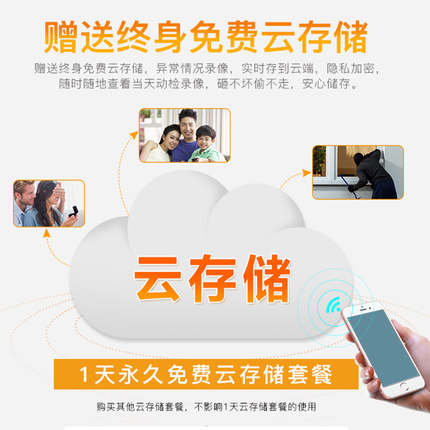 赠送终身免费云存储
赠送终身免费云存储，异常情况录像，实时存到云端，隐私加密，
随时随地查看当天动检录像，砸不坏偷不走，安心储存。
云存储
1天永久免费云存储套餐
购买其他云存储套餐，不影响1天云存储套餐的使用